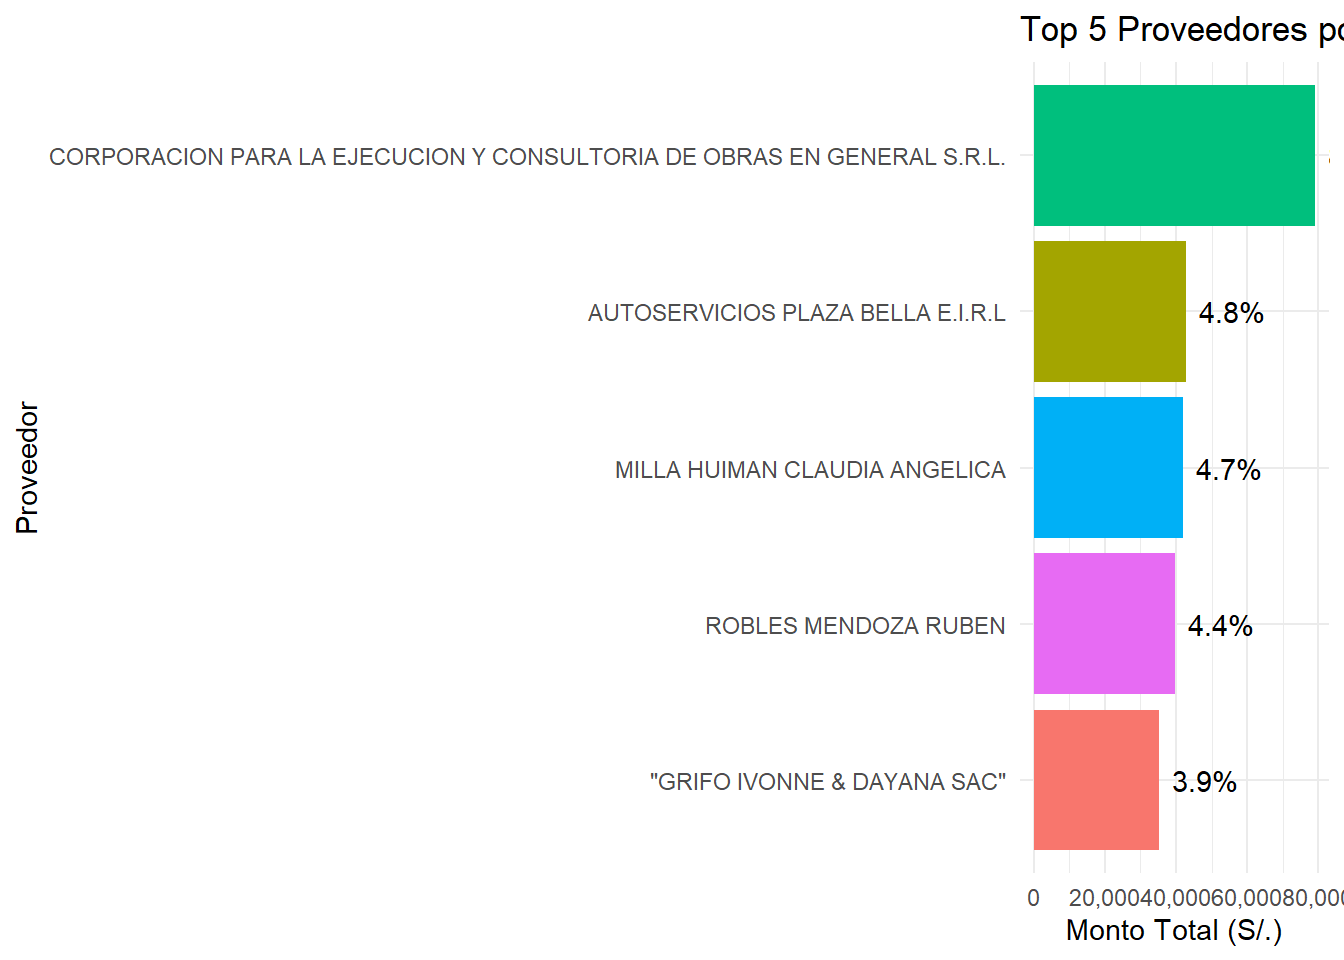 Top 5 Proveedores po
CORPORACION PARA LA EJECUCION Y CONSULTORIA DE OBRAS EN GENERAL S.R.L.
AUTOSERVICIOS PLAZA BELLA E.I.R.L
4.8%
MILLA HUIMAN CLAUDIA ANGELICA
4.7%
ROBLES MENDOZA RUBEN
4.4%
"GRIFO IVONNE & DAYANA SAC"
3.9%
Proveedor
0 20,000 40,000 60,000 80,000
Monto Total (S/.)